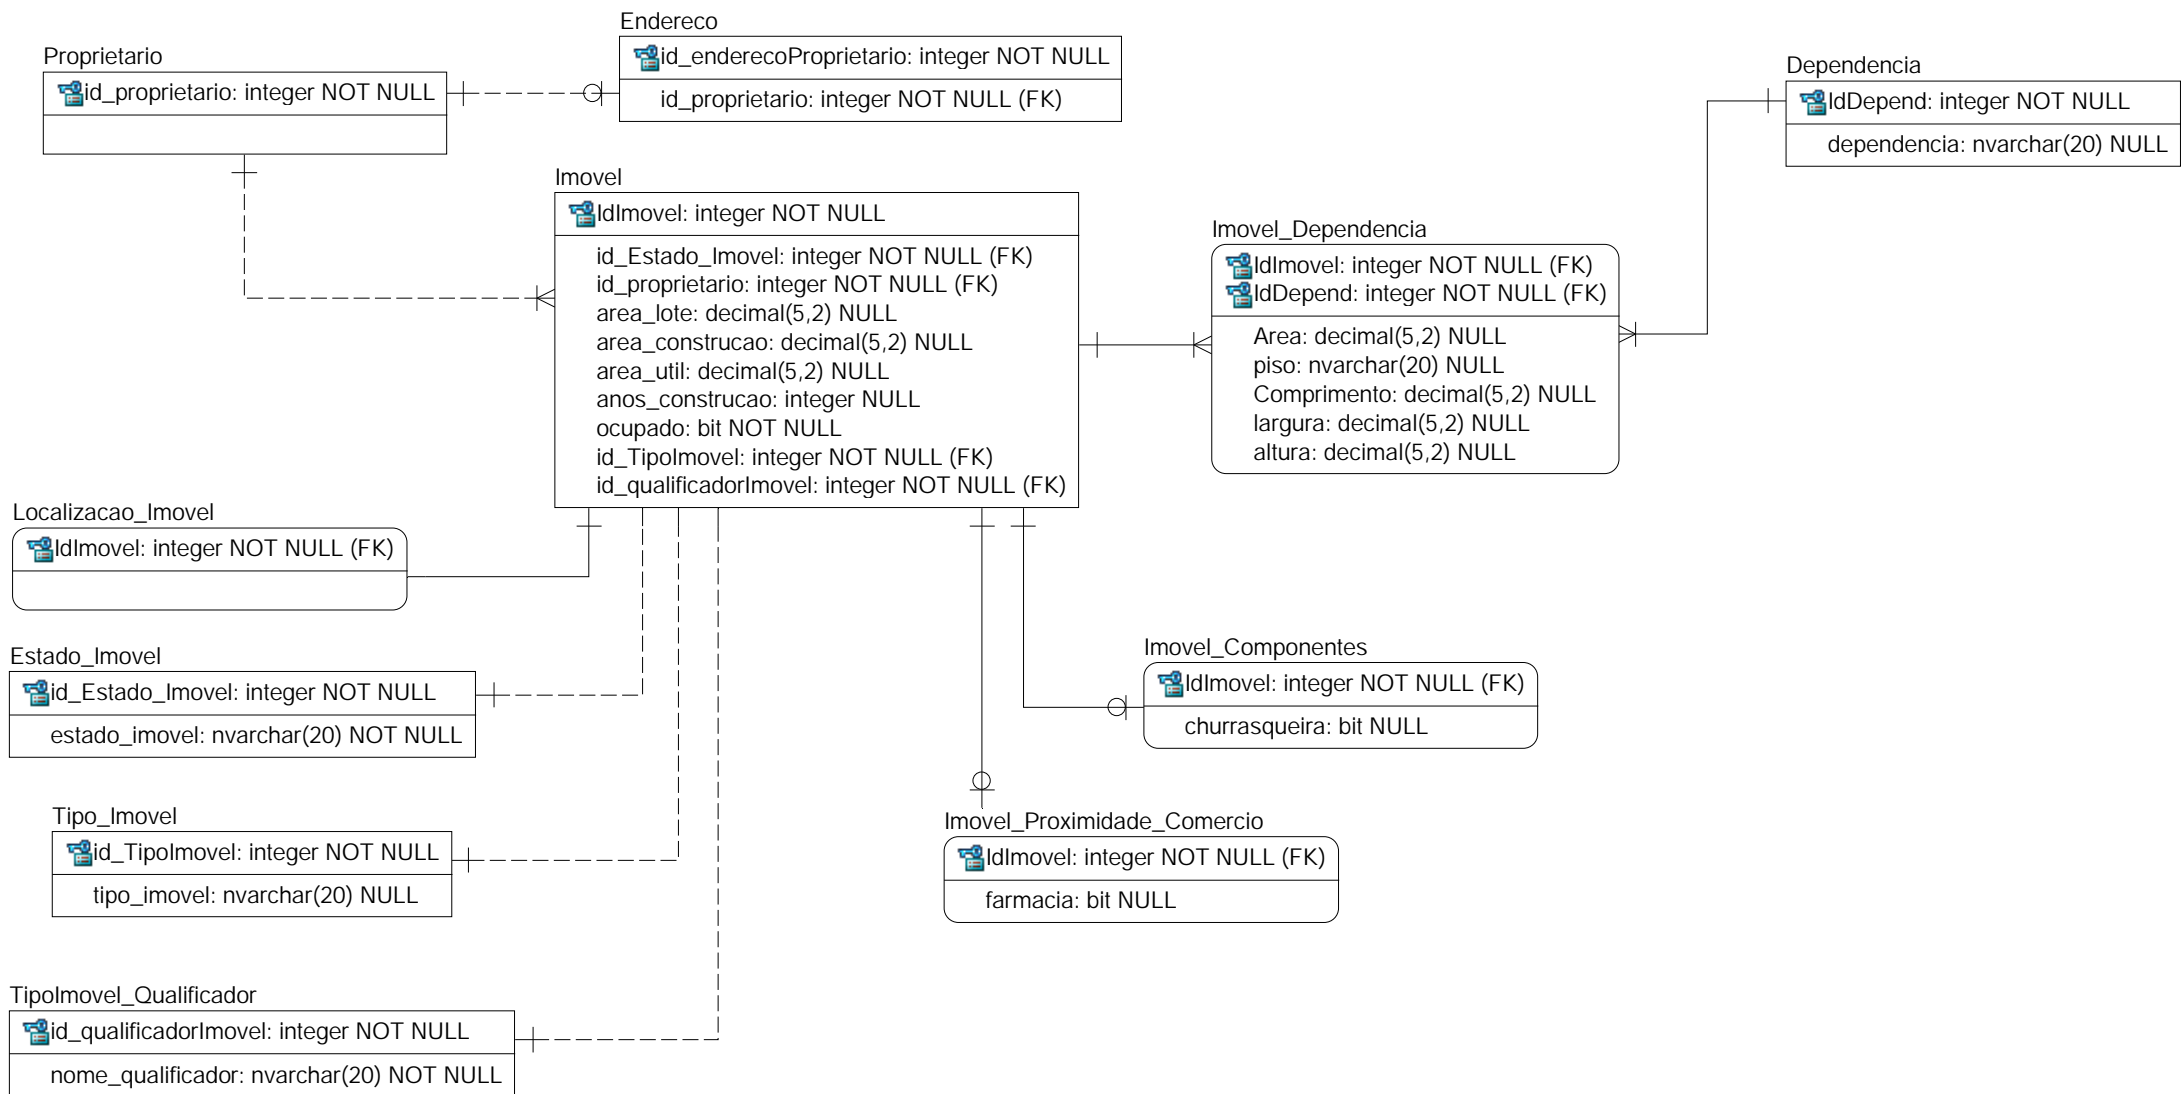 Endereco
id_enderecoProprietario: integer NOT NULL
id_proprietario: integer NOT NULL (FK)
Proprietario
id_proprietario: integer NOT NULL
Dependencia
IdDepend: integer NOT NULL
dependencia: nvarchar(20) NULL
Imovel
IdImovel: integer NOT NULL
id_Estado_Imovel: integer NOT NULL (FK)
id_proprietario: integer NOT NULL (FK)
area_lote: decimal(5,2) NULL
area_construcao: decimal(5,2) NULL
area_util: decimal(5,2) NULL
anos_construcao: integer NULL
ocupado: bit NOT NULL
id_TipoImovel: integer NOT NULL (FK)
id_qualificadorImovel: integer NOT NULL (FK)
Imovel_Dependencia
IdImovel: integer NOT NULL (FK)
IdDepend: integer NOT NULL (FK)
Area: decimal(5,2) NULL
piso: nvarchar(20) NULL
Comprimento: decimal(5,2) NULL
largura: decimal(5,2) NULL
altura: decimal(5,2) NULL
Localizacao_Imovel
IdImovel: integer NOT NULL (FK)
Estado_Imovel
id_Estado_Imovel: integer NOT NULL
estado_imovel: nvarchar(20) NOT NULL
Imovel_Componentes
IdImovel: integer NOT NULL (FK)
churrasqueira: bit NULL
Tipo_Imovel
id_TipoImovel: integer NOT NULL
tipo_imovel: nvarchar(20) NULL
Imovel_Proximidade_Comercio
IdImovel: integer NOT NULL (FK)
farmacia: bit NULL
TipoImovel_Qualificador
id_qualificadorImovel: integer NOT NULL
nome_qualificador: nvarchar(20) NOT NULL